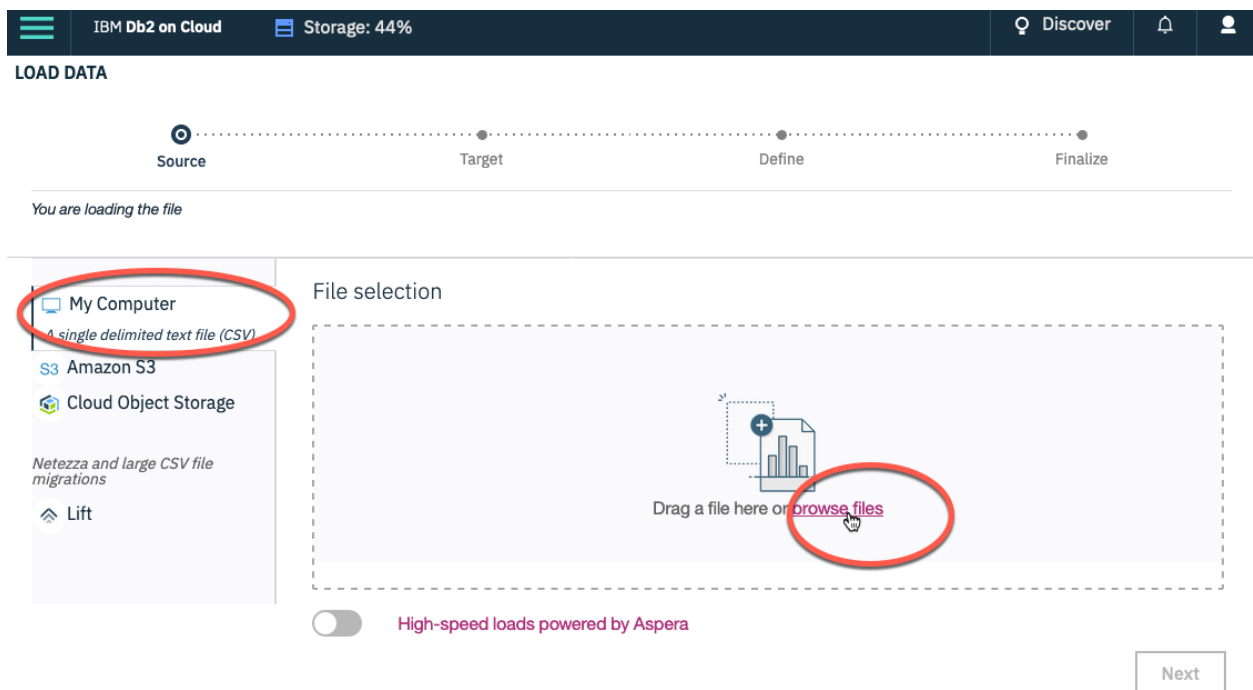 IBM Db2 on Cloud
Storage: 44%
Discover
LOAD DATA
Source
Target
Define
Finalize
You are loading the file
My Computer
A single delimited text file (CSV)
S3 Amazon S3
Cloud Object Storage
Netezza and large CSV file
migrations
Lift
File selection
Drag a file here or browse files
High-speed loads powered by Aspera
Next